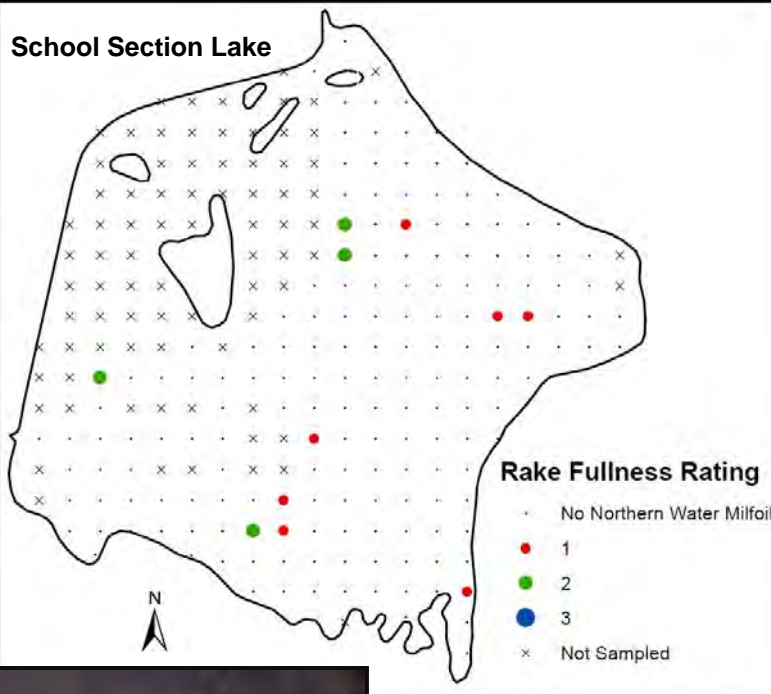 School Section Lake
Rake Fullness Rating
No Northern Water Milfoil
1
2
3
Not Sampled
N